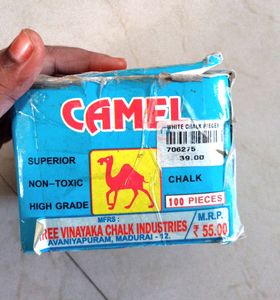 CAMEL
WHITE CHALK PIECES
706275
39.00
SUPERIOR
NON-TOXIC CHALK
HIGH GRADE 100 PIECES
MFRS : M.R.P.
REE VINAYAKA CHALK INDUSTRIES ₹ 55.00
AVANIYAPURAM, MADURAI - 12.